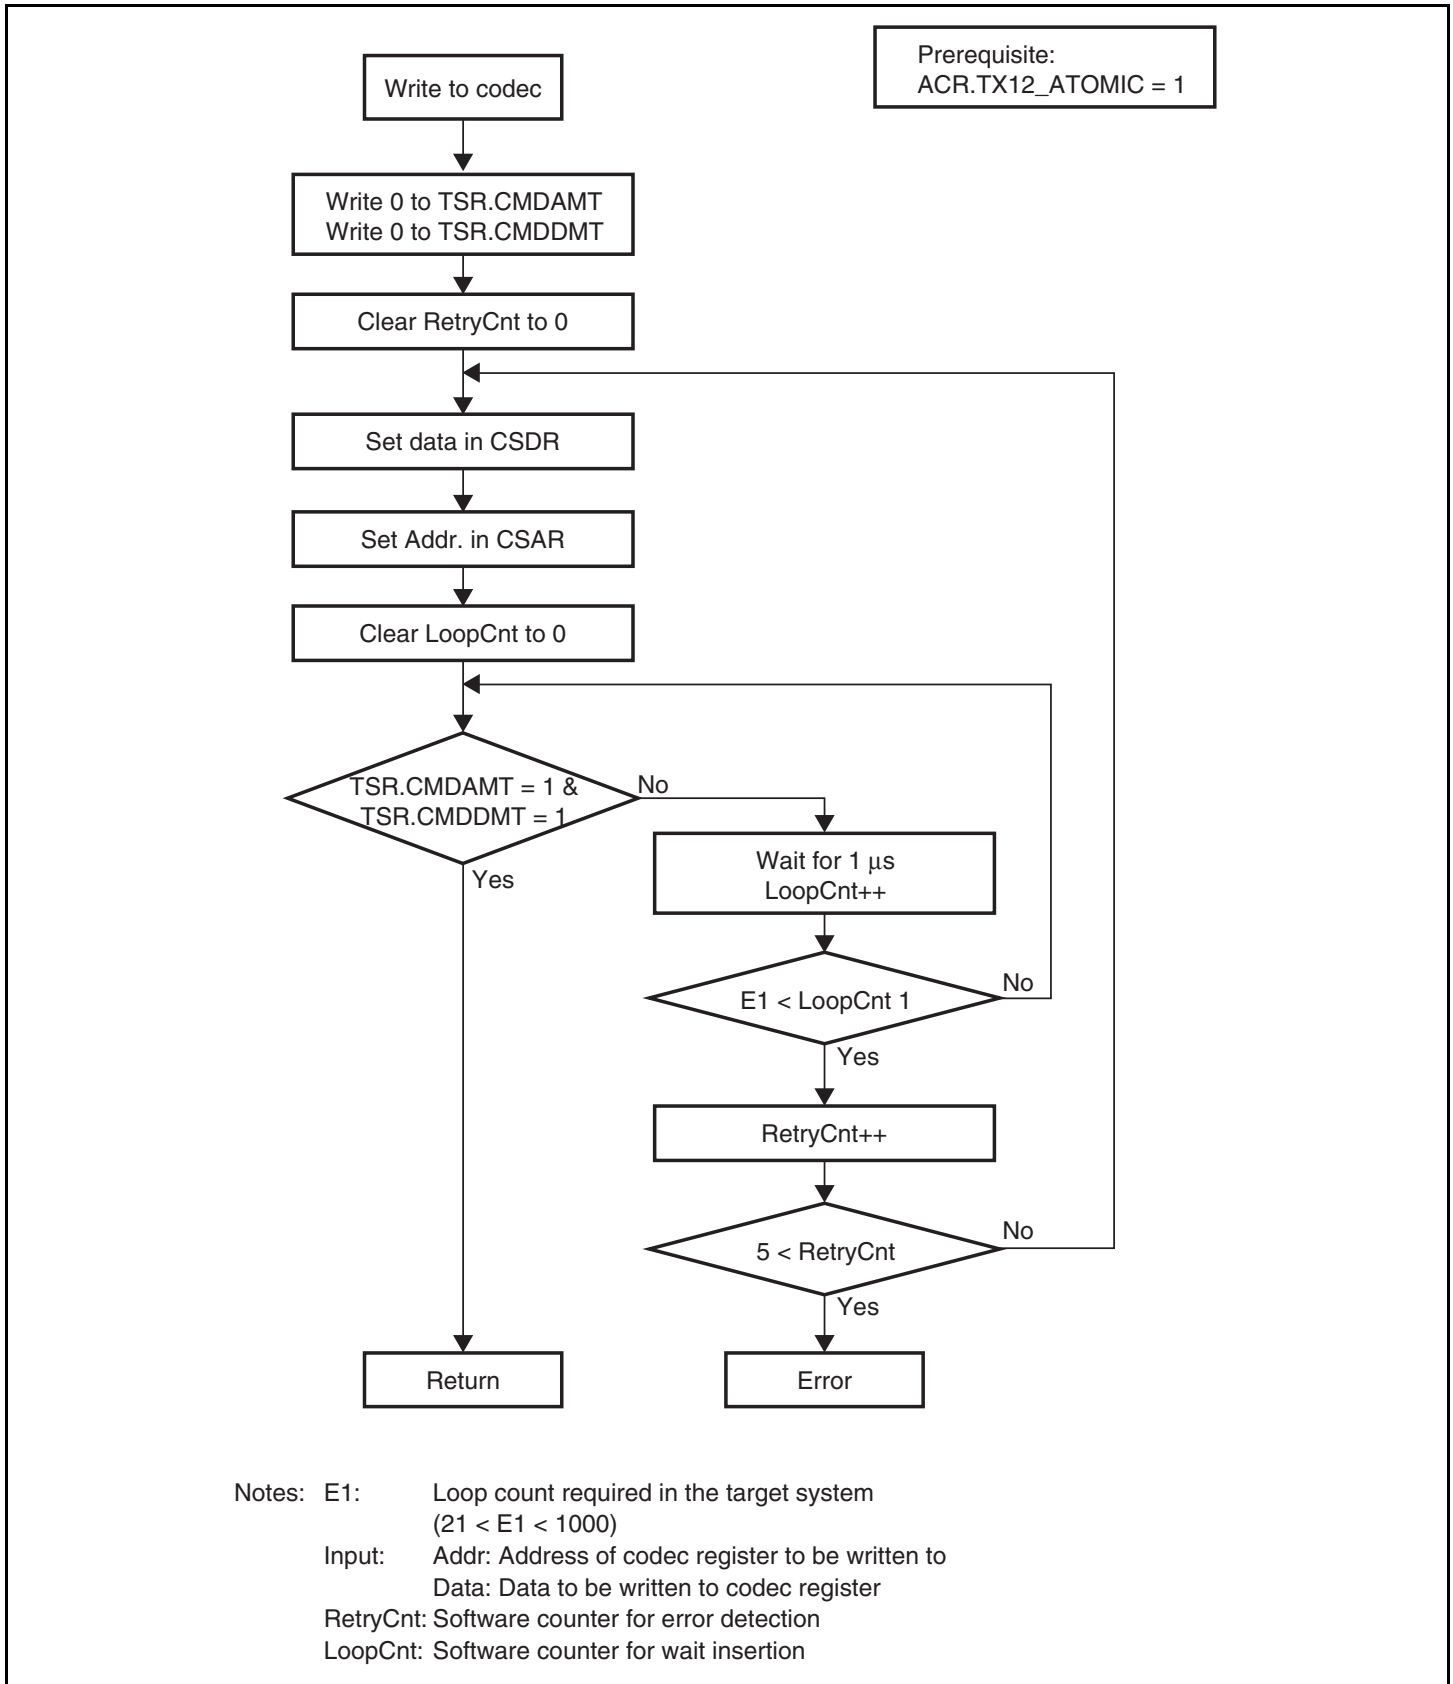 Write to codec
Prerequisite:
ACR.TX12_ATOMIC = 1
Write 0 to TSR.CMDAMT
Write 0 to TSR.CMDDMT
Clear RetryCnt to 0
Set data in CSDR
Set Addr. in CSAR
Clear LoopCnt to 0
TSR.CMDAMT = 1 &
TSR.CMDDMT = 1
No
Yes
Wait for 1 μs
LoopCnt++
E1 < LoopCnt 1
No
Yes
RetryCnt++
5 < RetryCnt
No
Yes
Return
Error
Notes: E1: Loop count required in the target system
(21 < E1 < 1000)
Input: Addr: Address of codec register to be written to
Data: Data to be written to codec register
RetryCnt: Software counter for error detection
LoopCnt: Software counter for wait insertion